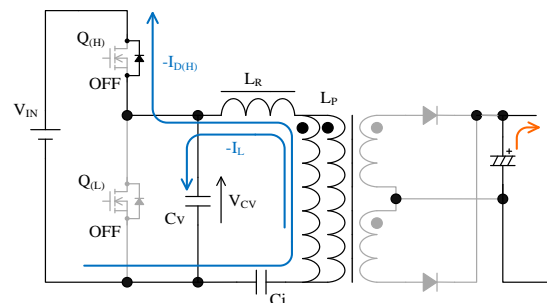 Q(H)
-ID(H)
OFF
LR
LP
VIN
-IL
Q(L)
Cv
VCV
OFF
Ci
+